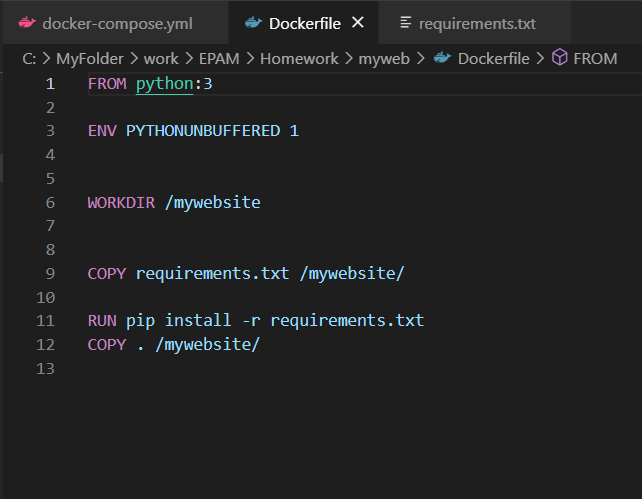 docker-compose.yml Dockerfile requirements.txt
C: > MyFolder > work > EPAM > Homework > myweb > Dockerfile > FROM
1 FROM python:3
2
3 ENV PYTHONUNBUFFERED 1
4
5
6 WORKDIR /mywebsite
7
8
9 COPY requirements.txt /mywebsite/
10
11 RUN pip install -r requirements.txt
12 COPY . /mywebsite/
13